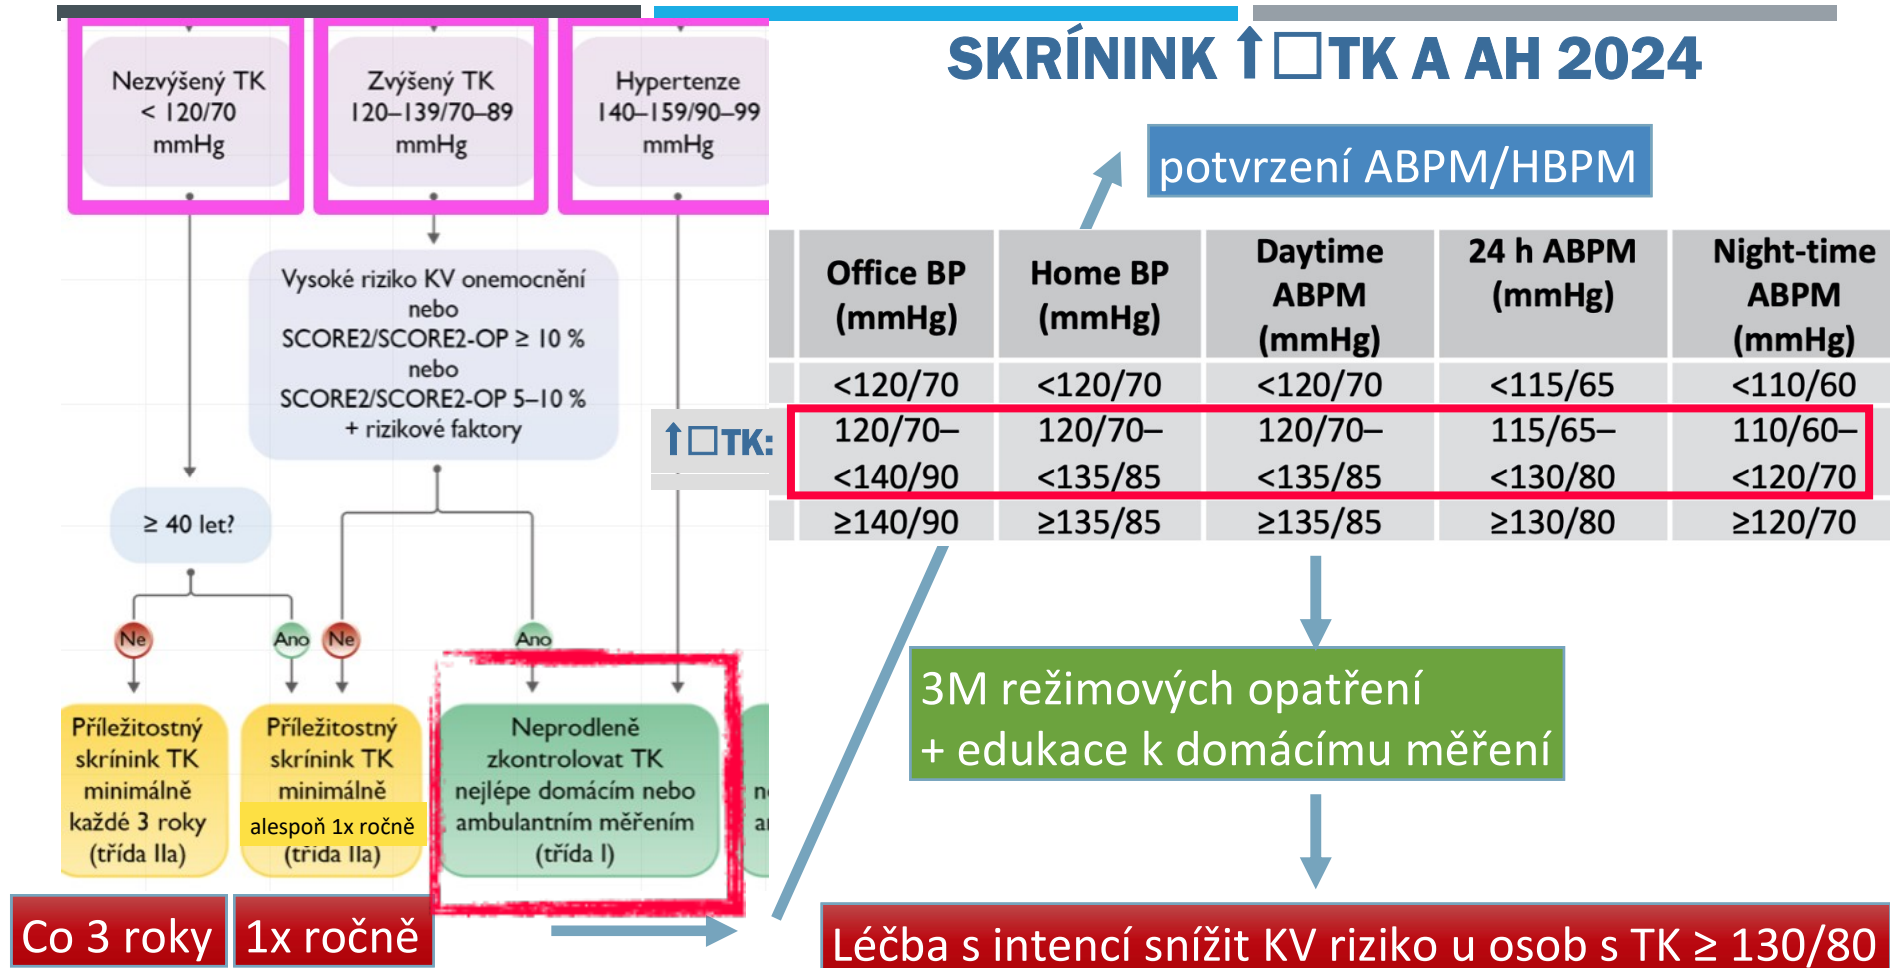 SKRÍNINK ↑□TK A AH 2024
Nezvýšený TK
< 120/70
mmHg
Zvýšený TK
120–139/70–89
mmHg
Hypertenze
140–159/90–99
mmHg
Vysoké riziko KV onemocnění
nebo
SCORE2/SCORE2-OP ≥ 10 %
nebo
SCORE2/SCORE2-OP 5–10 %
+ rizikové faktory
≥ 40 let?
Ne
Ano
Ne
Ano
Příležitostný
skrínink TK
minimálně
každé 3 roky
(třída IIa)
Příležitostný
skrínink TK
minimálně
alespoň 1x ročně
(třída IIa)
Neprodleně
zkontrolovat TK
nejlépe domácím nebo
ambulantním měřením
(třída I)
Co 3 roky
1x ročně
potvrzení ABPM/HBPM
Office BP (mmHg) Home BP (mmHg) Daytime ABPM (mmHg) 24 h ABPM (mmHg) Night-time ABPM (mmHg)
<120/70 <120/70 <120/70 <115/65 <110/60
↑□TK:
120/70– 120/70– 120/70– 115/65– 110/60–
<140/90 <135/85 <135/85 <130/80 <120/70
≥140/90 ≥135/85 ≥135/85 ≥130/80 ≥120/70
3M režimových opatření
+ edukace k domácímu měření
Léčba s intencí snížit KV riziko u osob s TK ≥ 130/80